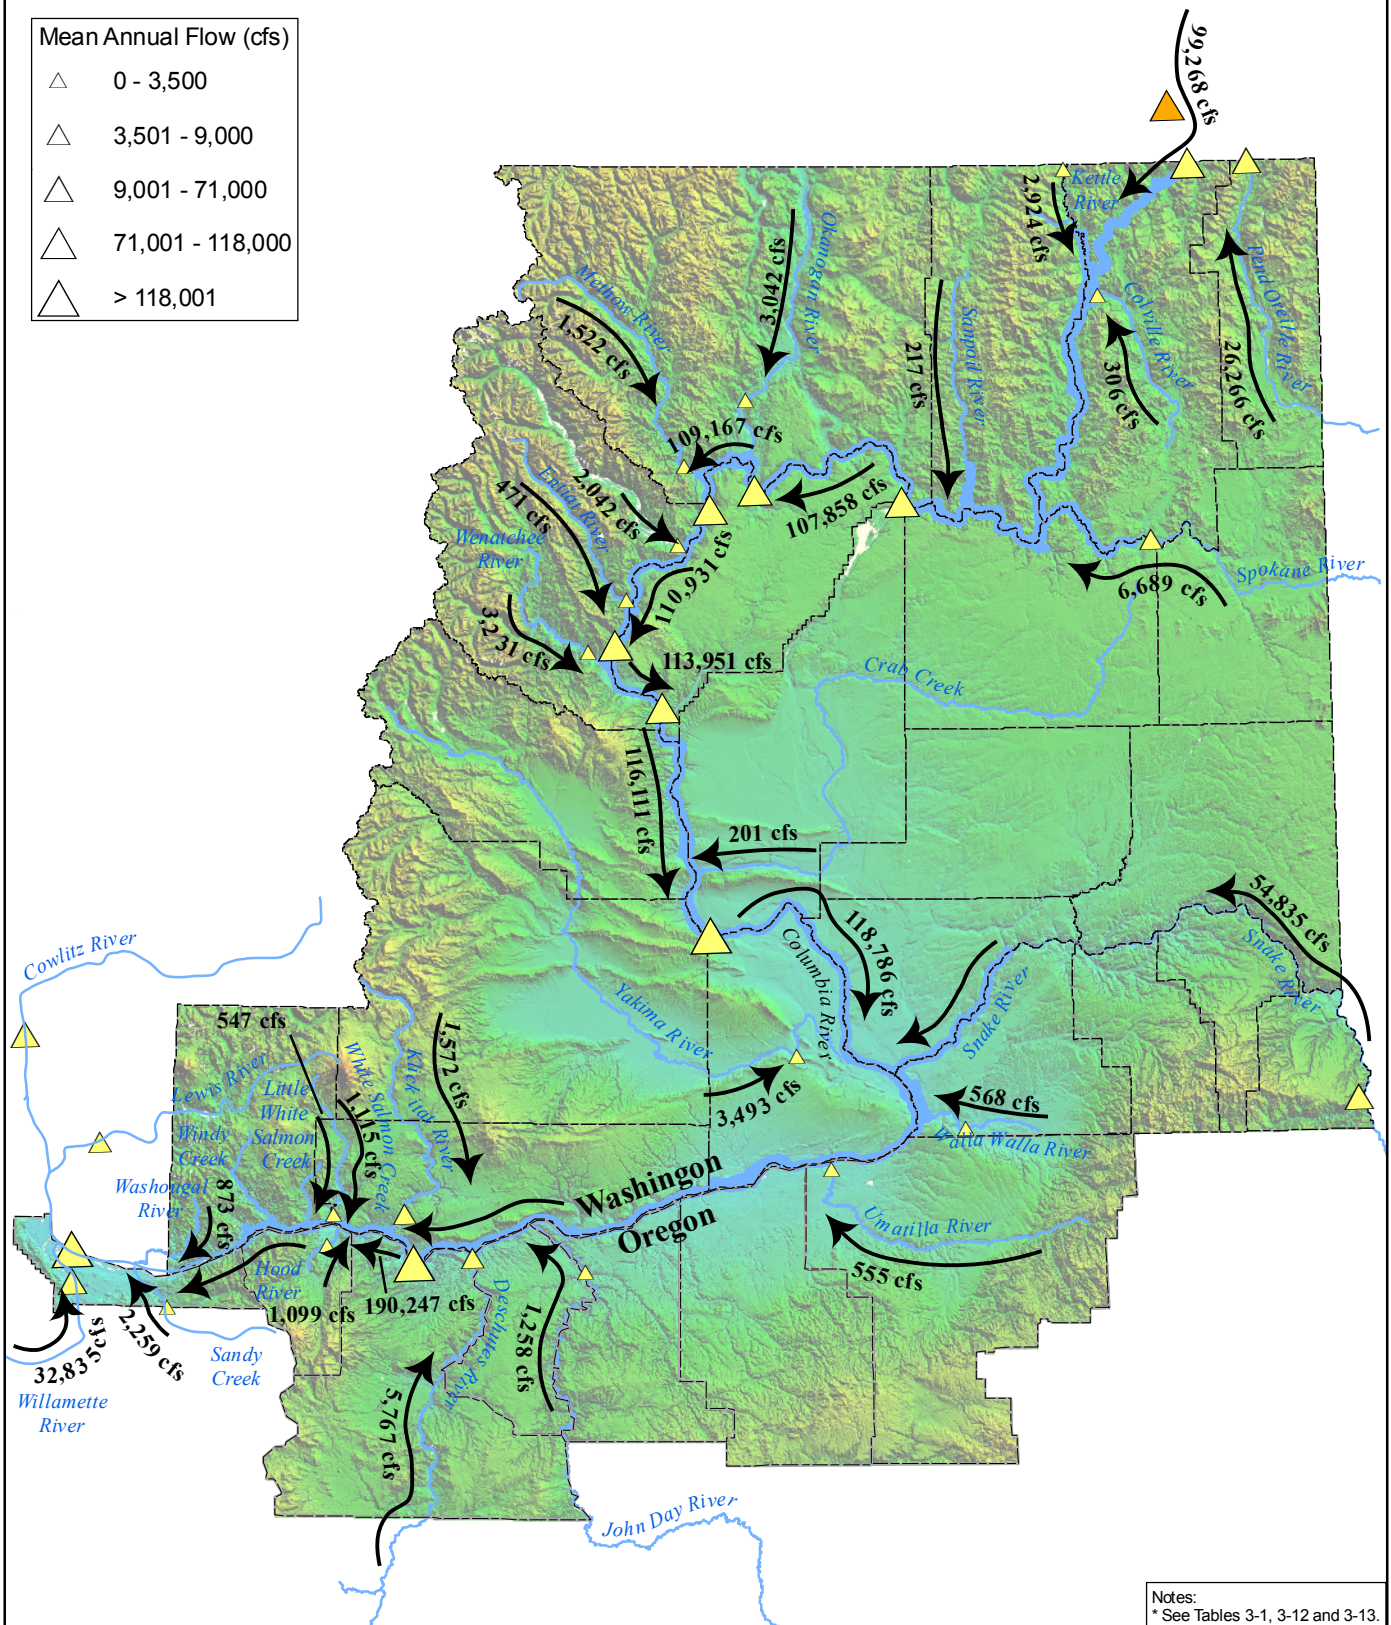 Mean Annual Flow (cfs)
0 - 3,500
3,501 - 9,000
9,001 - 71,000
71,001 - 118,000
> 118,001
99,268 cfs
Kettle
River
2,924 cfs
Okanogan River
3,042 cfs
Methow River
1,522 cfs
Sanpoil River
217 cfs
Colville River
306 cfs
Pend Oreille River
26,266 cfs
109,167 cfs
107,858 cfs
Entiat River
471 cfs
2,042 cfs
Wenatchee
River
3,231 cfs
110,931 cfs
113,951 cfs
6,689 cfs
Spokane River
Crab Creek
116,111 cfs
201 cfs
118,786 cfs
Columbia River
54,835 cfs
Snake River
Snake River
Yakima River
3,493 cfs
568 cfs
Walla Walla River
Cowlitz River
547 cfs
Lewis River
Little
White
Salmon
Creek
1,115 cfs
White Salmon Creek
Klickitat River
1,572 cfs
Windy
Creek
Washougal
River
873 cfs
Washingon
Oregon
Umatilla River
555 cfs
Hood
River
1,099 cfs
190,247 cfs
Deschutes River
1,258 cfs
5,767 cfs
2,259 cfs
Sandy
Creek
32,835 cfs
Willamette
River
John Day River
Notes:
* See Tables 3-1, 3-12 and 3-13.